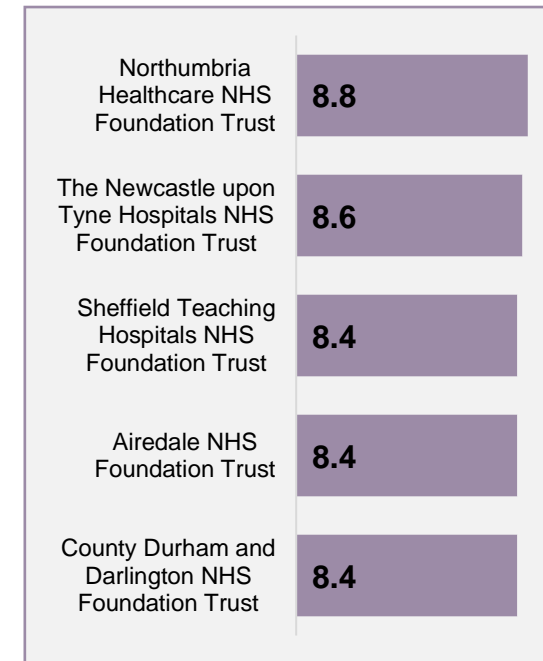 Northumbria
Healthcare NHS
Foundation Trust
8.8
The Newcastle upon
Tyne Hospitals NHS
Foundation Trust
8.6
Sheffield Teaching
Hospitals NHS
Foundation Trust
8.4
Airedale NHS
Foundation Trust
8.4
County Durham and
Darlington NHS
Foundation Trust
8.4